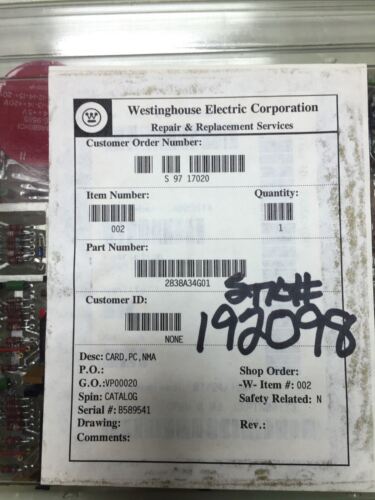 Westinghouse Electric Corporation
Repair & Replacement Services
Customer Order Number:
S 97 17020
Item Number:
Quantity:
002
1
Part Number:
2838A34G01
STK#
192098
Customer ID:
NONE
Desc: CARD,PC,NMA
P.O.:
Shop Order:
G.O.:VP00020
-W- Item #: 002
Spin: CATALOG
Safety Related: N
Serial #: B589541
Drawing:
Rev.:
Comments: